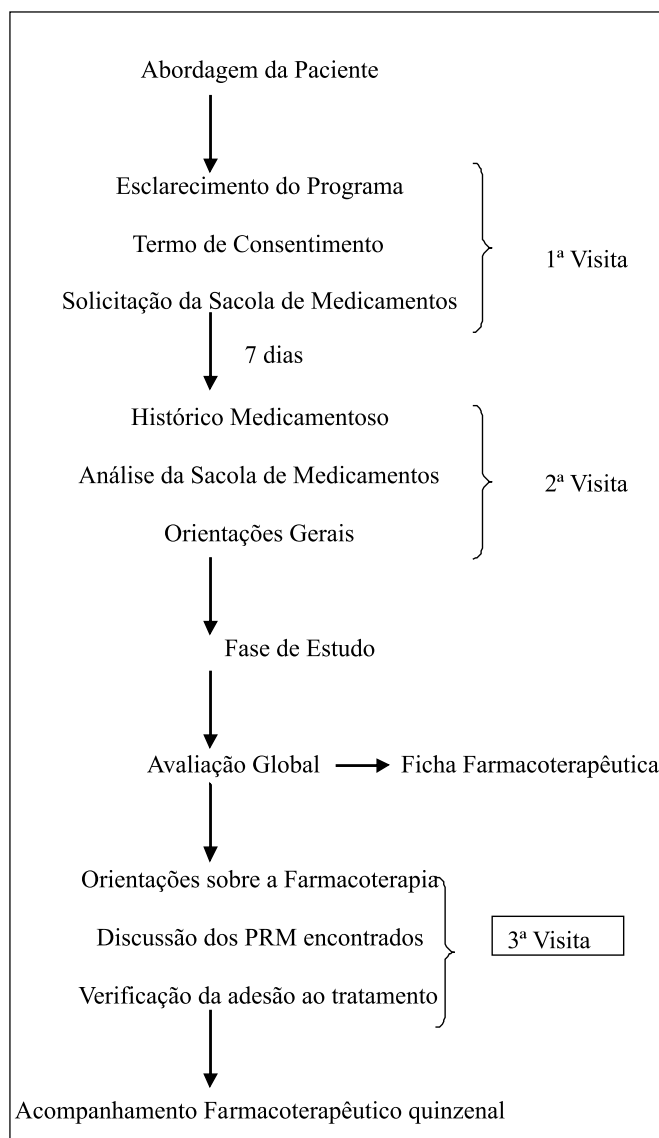 Abordagem da Paciente
Esclarecimento do Programa
Termo de Consentimento
1ª Visita
Solicitação da Sacola de Medicamentos
7 dias
Histórico Medicamentoso
Análise da Sacola de Medicamentos
2ª Visita
Orientações Gerais
Fase de Estudo
Avaliação Global
Ficha Farmacoterapêutica
Orientações sobre a Farmacoterapia
Discussão dos PRM encontrados
3ª Visita
Verificação da adesão ao tratamento
Acompanhamento Farmacoterapêutico quinzenal